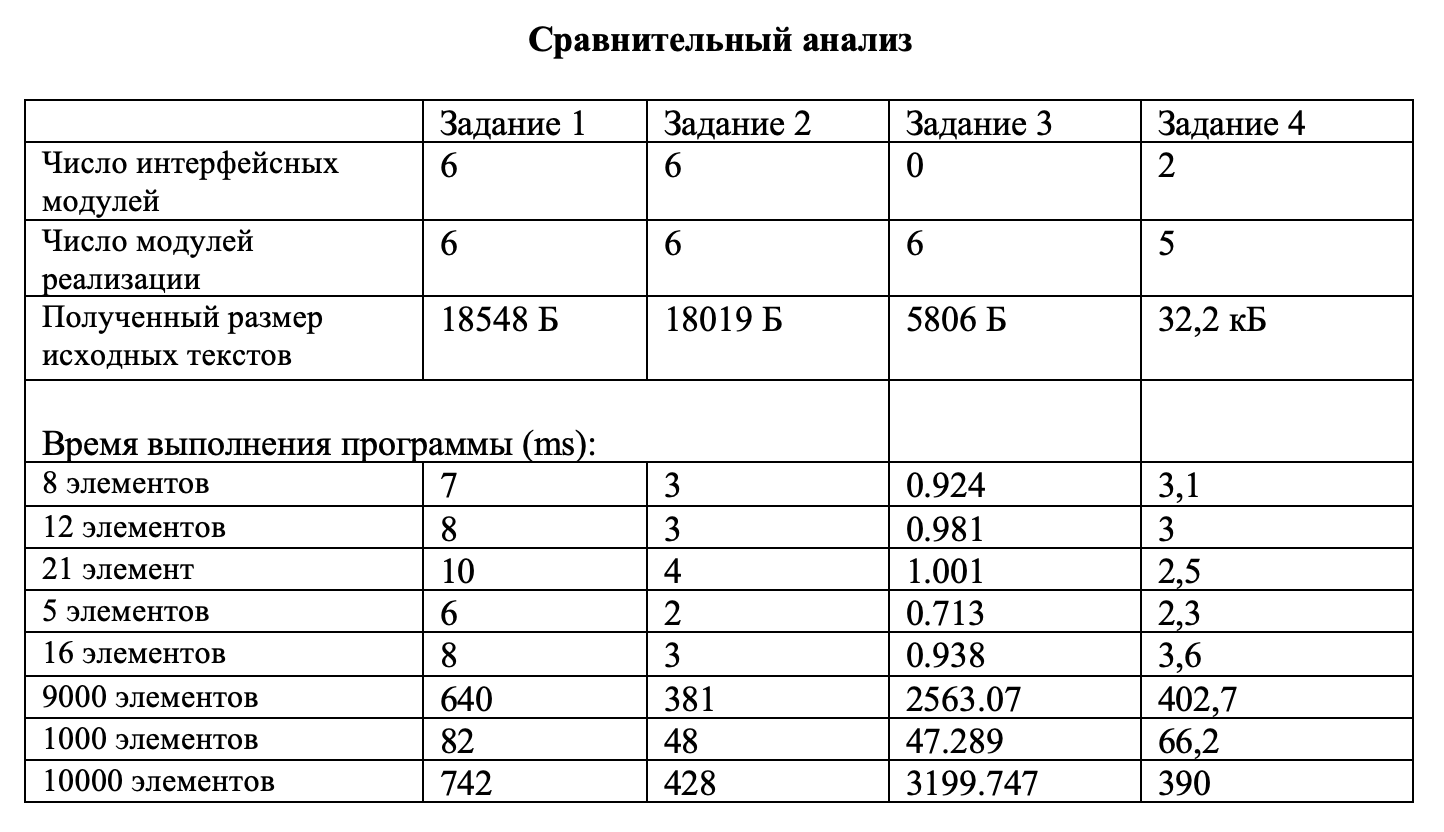 Сравнительный анализ
Задание 1 Задание 2 Задание 3 Задание 4
Число интерфейсных 6 6 0 2
модулей
Число модулей 6 6 6 5
реализации
Полученный размер 18548 Б 18019 Б 5806 Б 32,2 кБ
исходных текстов
Время выполнения программы (ms):
8 элементов 7 3 0.924 3,1
12 элементов 8 3 0.981 3
21 элемент 10 4 1.001 2,5
5 элементов 6 2 0.713 2,3
16 элементов 8 3 0.938 3,6
9000 элементов 640 381 2563.07 402,7
1000 элементов 82 48 47.289 66,2
10000 элементов 742 428 3199.747 390